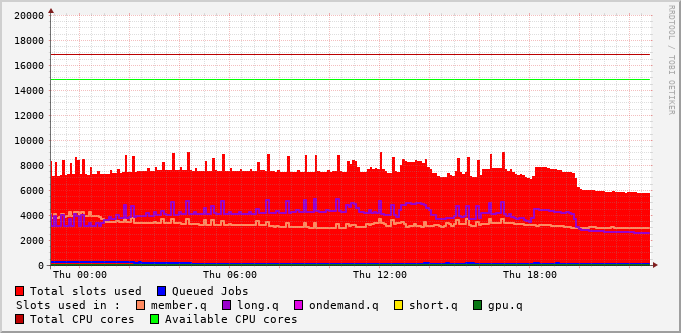 20000
18000
16000
14000
12000
10000
8000
6000
4000
2000
0
Thu 00:00 Thu 06:00 Thu 12:00 Thu 18:00
Total slots used Queued Jobs
Slots used in : member.q long.q ondemand.q short.q gpu.q
Total CPU cores Available CPU cores
RRDTOOL / TOBI OETIKER